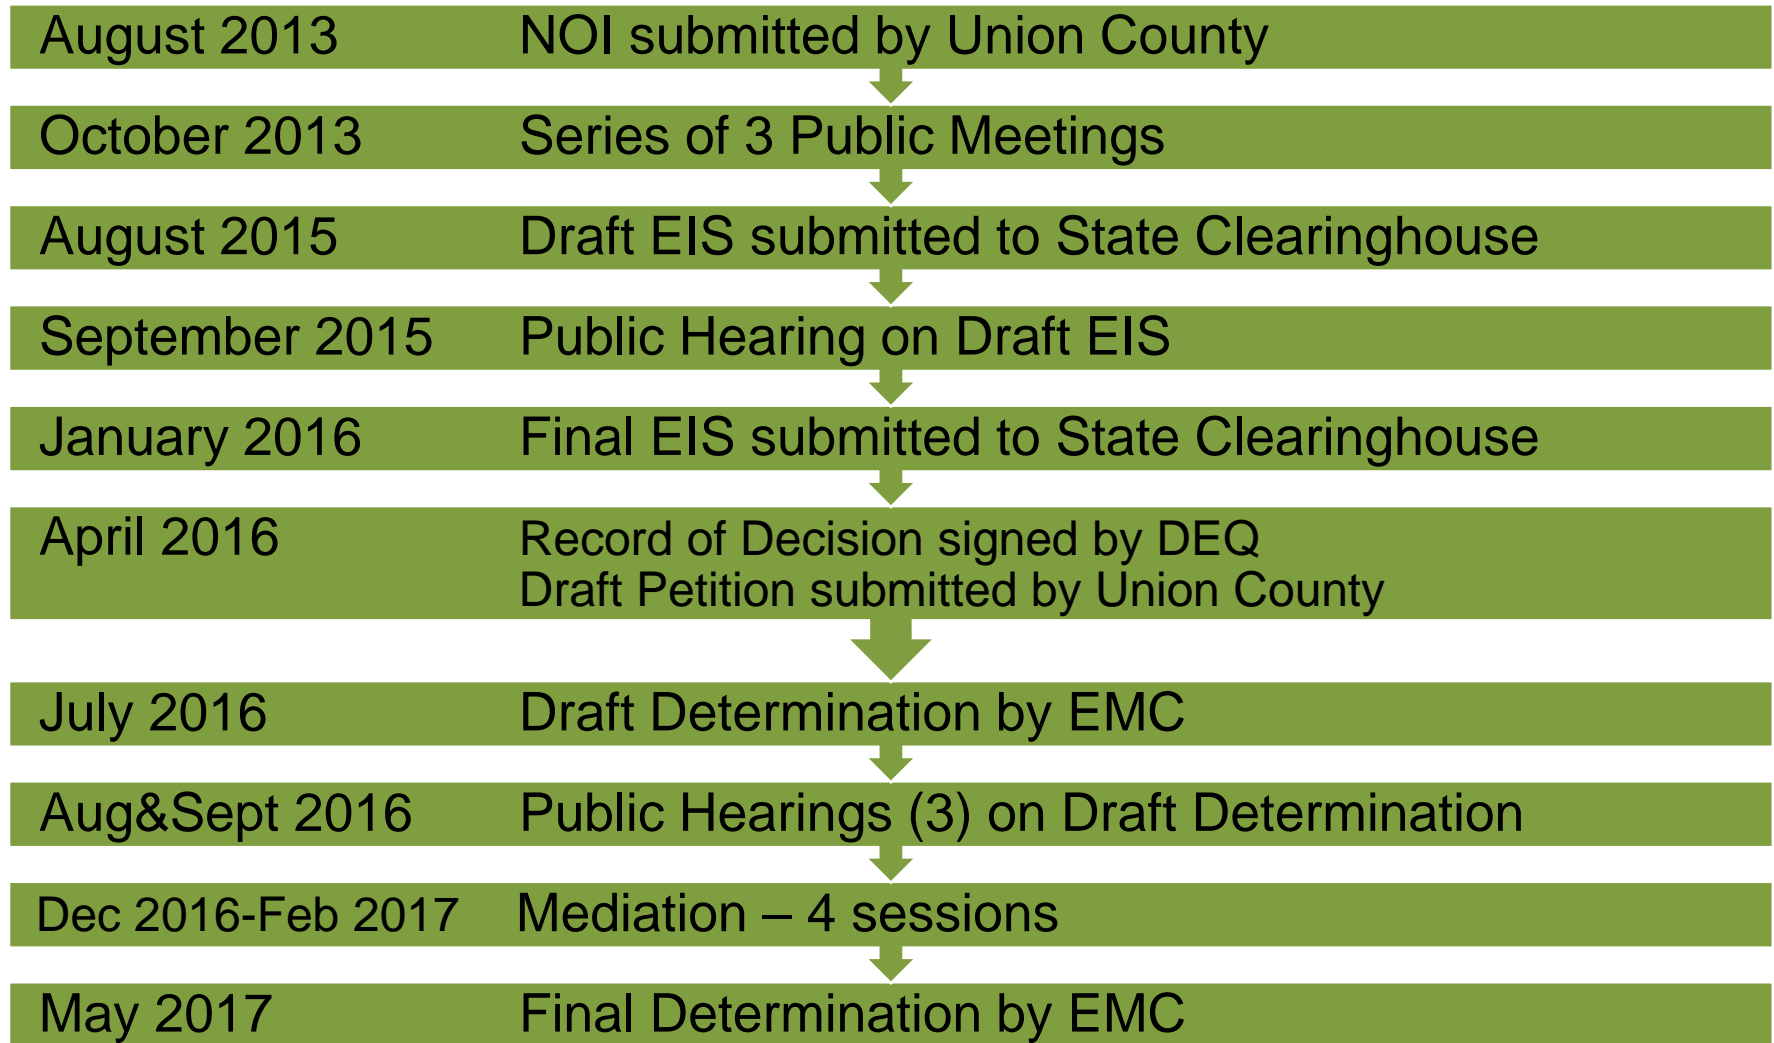 August 2013 NOI submitted by Union County
October 2013 Series of 3 Public Meetings
August 2015 Draft EIS submitted to State Clearinghouse
September 2015 Public Hearing on Draft EIS
January 2016 Final EIS submitted to State Clearinghouse
April 2016 Record of Decision signed by DEQ
Draft Petition submitted by Union County
July 2016 Draft Determination by EMC
Aug&Sept 2016 Public Hearings (3) on Draft Determination
Dec 2016-Feb 2017 Mediation – 4 sessions
May 2017 Final Determination by EMC